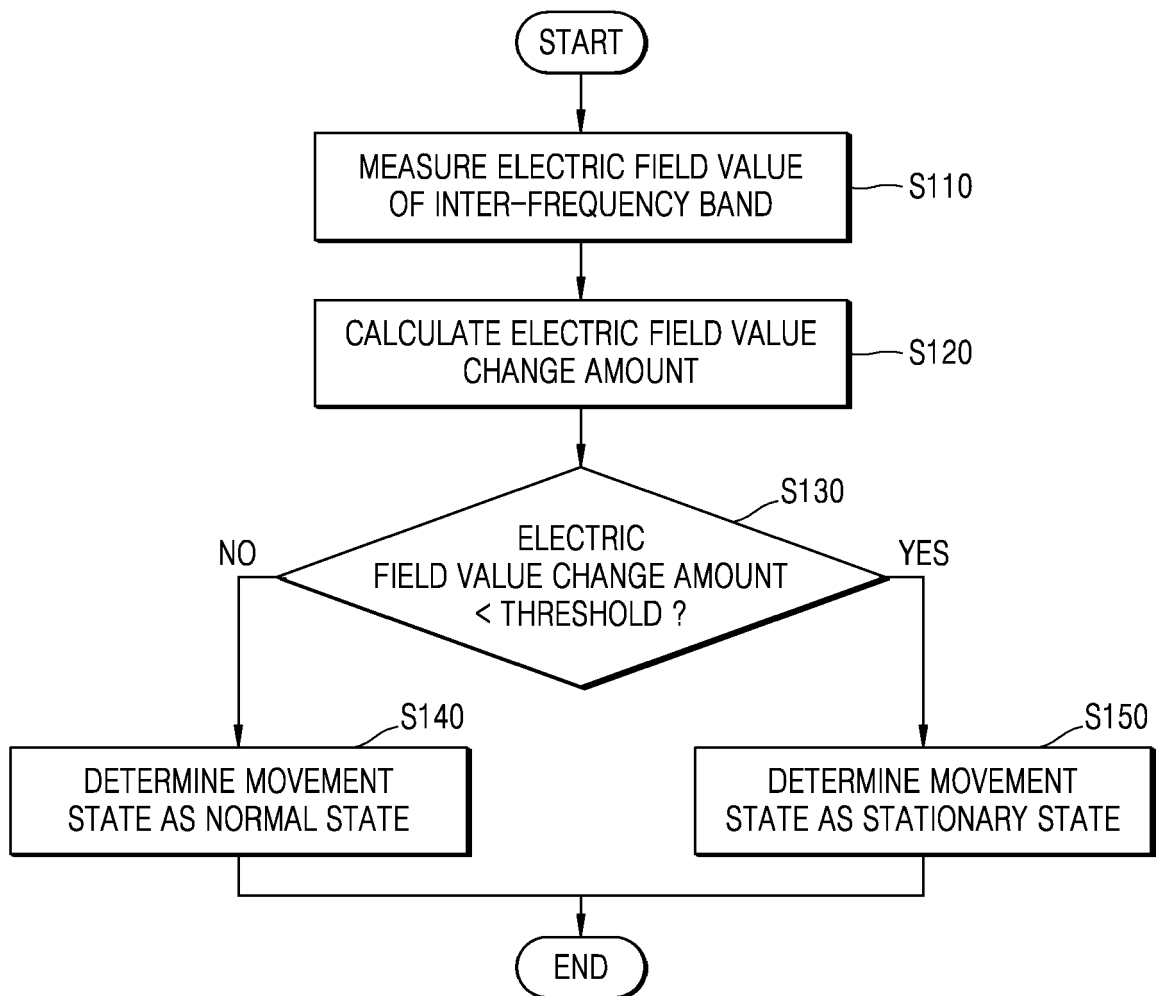 START
MEASURE ELECTRIC FIELD VALUE
OF INTER-FREQUENCY BAND
S110
CALCULATE ELECTRIC FIELD VALUE
CHANGE AMOUNT
S120
S130
ELECTRIC
FIELD VALUE CHANGE AMOUNT
< THRESHOLD ?
NO
YES
S140
DETERMINE MOVEMENT
STATE AS NORMAL STATE
S150
DETERMINE MOVEMENT
STATE AS STATIONARY STATE
END